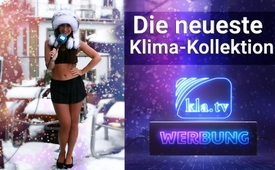 Die neueste
Klima-Kollektion
kla.tv
WERBUNG